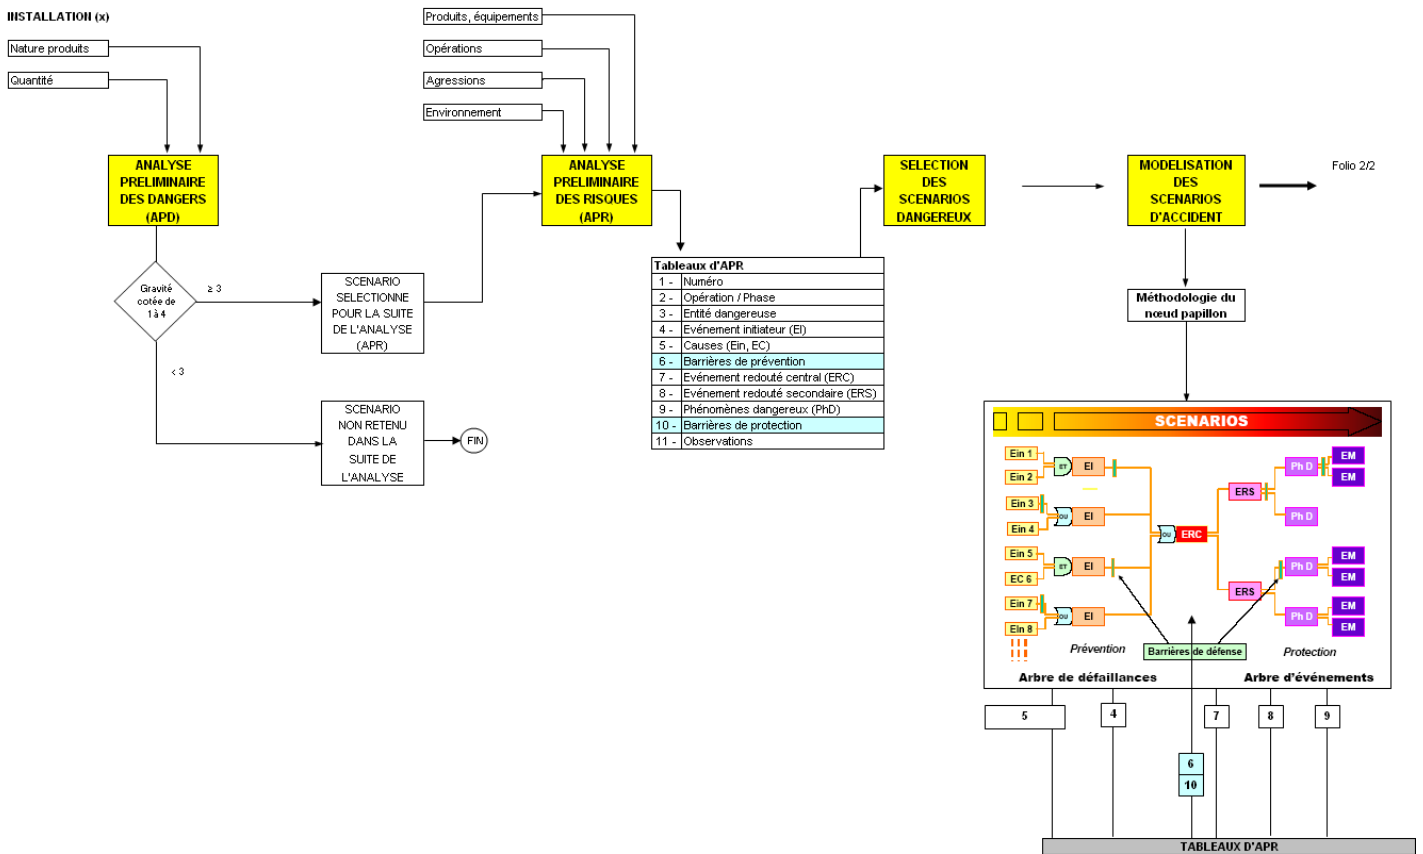 INSTALLATION (x)
Nature produits
Quantité
Produits, équipements
Opérations
Agressions
Environnement
ANALYSE
PRELIMINAIRE
DES DANGERS
(APD)
ANALYSE
PRELIMINAIRE
DES RISQUES
(APR)
SELECTION
DES
SCENARIOS
DANGEREUX
MODELISATION
DES
SCENARIOS
D'ACCIDENT
Folio 2/2
Gravité
cotée de
1 à 4
≥ 3
< 3
SCENARIO
SELECTIONNE
POUR LA SUITE
DE L'ANALYSE
(APR)
SCENARIO
NON RETENU
DANS LA
SUITE DE
L'ANALYSE
FIN
Tableaux d'APR
1 - Numéro
2 - Opération / Phase
3 - Entité dangereuse
4 - Evénement initiateur (EI)
5 - Causes (Ein, EC)
6 - Barrières de prévention
7 - Evénement redouté central (ERC)
8 - Evénement redouté secondaire (ERS)
9 - Phénomènes dangereux (PhD)
10 - Barrières de protection
11 - Observations
Méthodologie du
nœud papillon
SCENARIOS
Ein 1
Ein 2
ET
EI
Ein 3
Ein 4
OU
EI
Ein 5
EC 6
ET
EI
Ein 7
EIn 8
OU
EI
OU
ERC
ERS
ERS
Ph D
Ph D
Ph D
Ph D
EM
EM
EM
EM
EM
EM
Prévention
Barrières de défense
Protection
Arbre de défaillances
Arbre d'événements
5
4
7
8
9
6
10
TABLEAUX D'APR